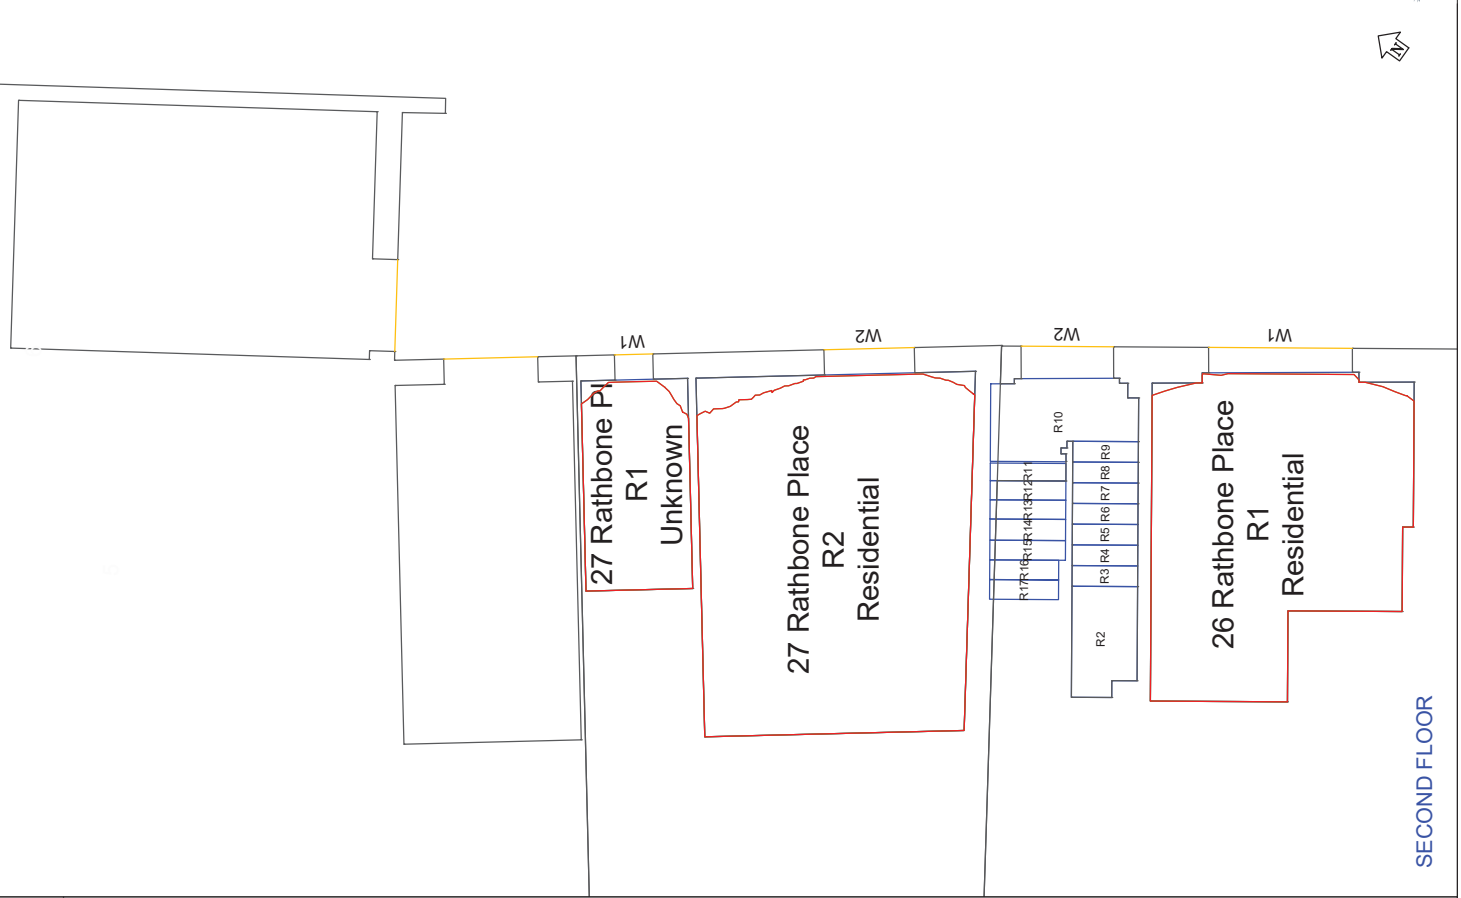 N
W1
W2
W2
W1
27 Rathbone Pl
R1
Unknown
27 Rathbone Place
R2
Residential
R10
R9
R8
R7
R6
R5
R4
R3
R2
R11
R12
R13
R14
R15
R16
R17
26 Rathbone Place
R1
Residential
SECOND FLOOR